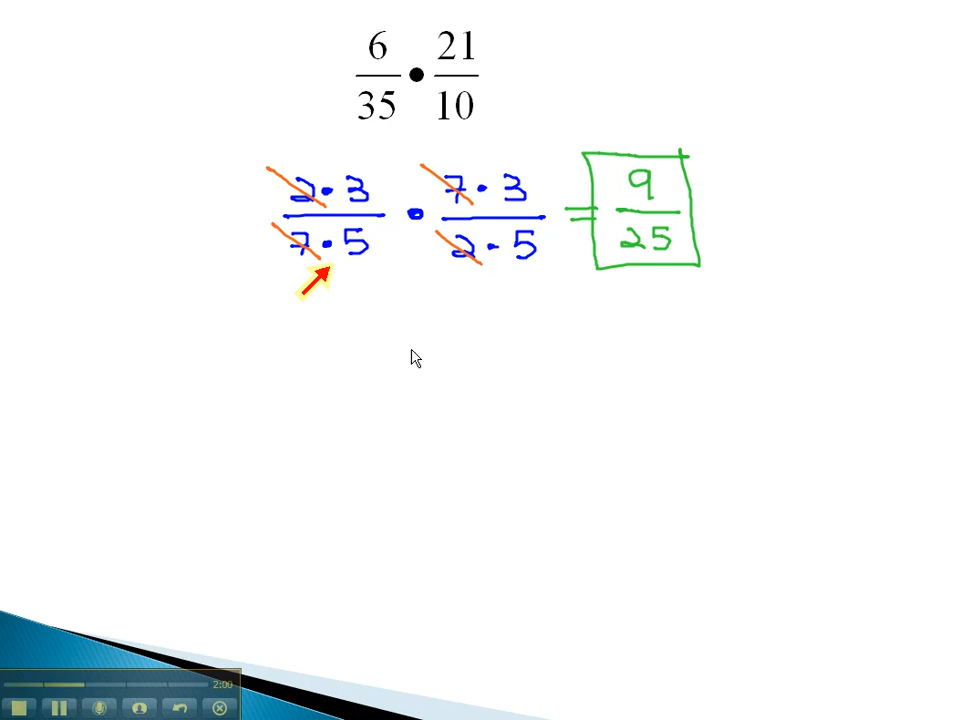 6/35 • 21/10
2 · 3 / 7 · 5 • 7 · 3 / 2 · 5 = 9/25
2:00